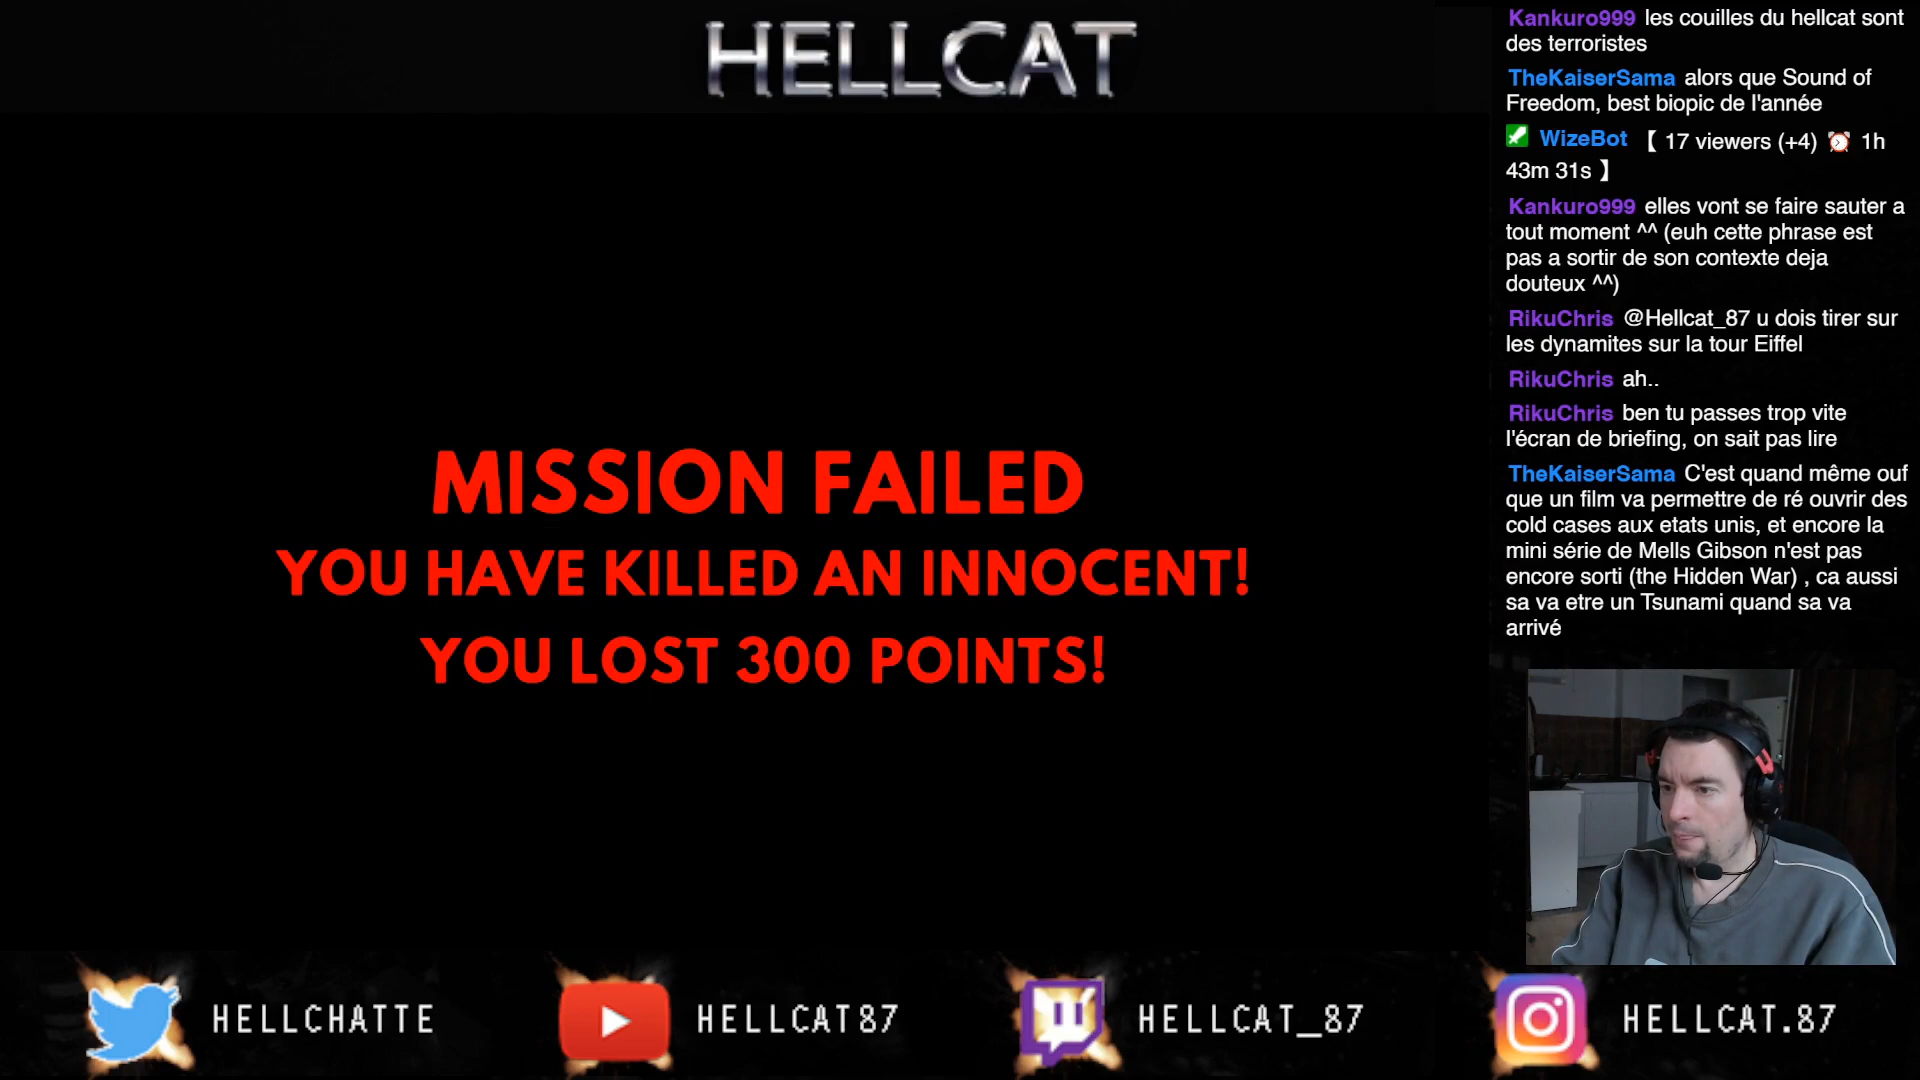 HELLCAT
MISSION FAILED
YOU HAVE KILLED AN INNOCENT!
YOU LOST 300 POINTS!
Kankuro999 les couilles du hellcat sont
des terroristes
TheKaiserSama alors que Sound of
Freedom, best biopic de l'année
WizeBot 【 17 viewers (+4) ⏰ 1h
43m 31s 】
Kankuro999 elles vont se faire sauter a
tout moment ^^ (euh cette phrase est
pas a sortir de son contexte deja
douteux ^^)
RikuChris @Hellcat_87 u dois tirer sur
les dynamites sur la tour Eiffel
RikuChris ah..
RikuChris ben tu passes trop vite
l'écran de briefing, on sait pas lire
TheKaiserSama C'est quand même ouf
que un film va permettre de ré ouvrir des
cold cases aux etats unis, et encore la
mini série de Mells Gibson n'est pas
encore sorti (the Hidden War) , ca aussi
sa va etre un Tsunami quand sa va
arrivé
HELLCHATTE
HELLCAT87
HELLCAT_87
HELLCAT.87